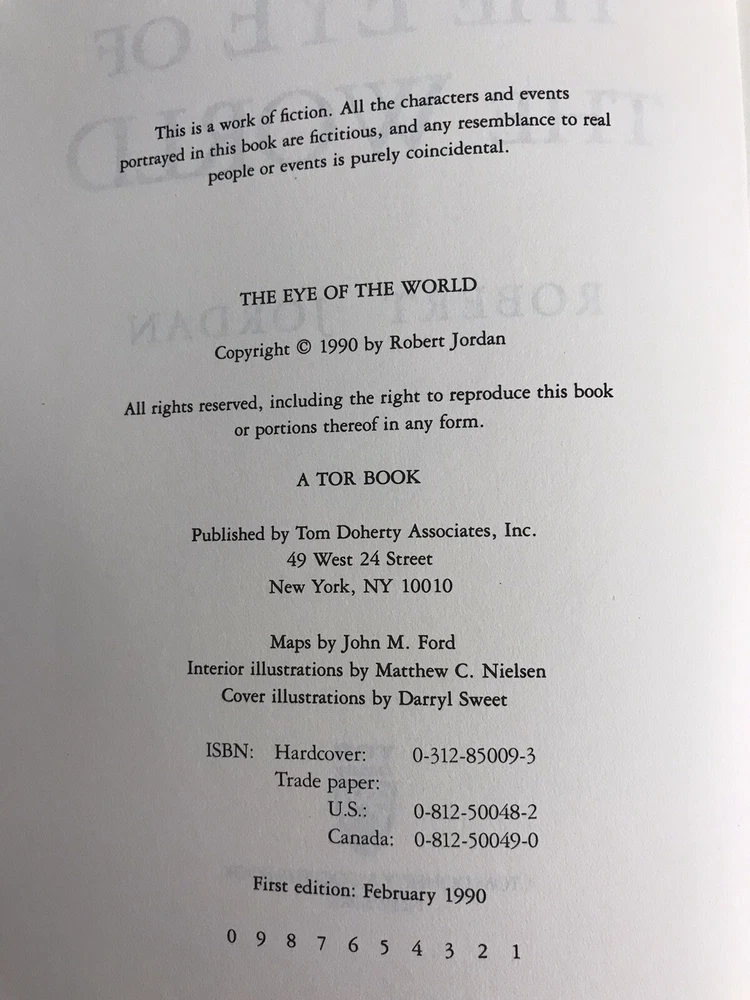 This is a work of fiction. All the characters and events
portrayed in this book are fictitious, and any resemblance to real
people or events is purely coincidental.
THE EYE OF THE WORLD
Copyright © 1990 by Robert Jordan
All rights reserved, including the right to reproduce this book
or portions thereof in any form.
A TOR BOOK
Published by Tom Doherty Associates, Inc.
49 West 24 Street
New York, NY 10010
Maps by John M. Ford
Interior illustrations by Matthew C. Nielsen
Cover illustrations by Darryl Sweet
ISBN: Hardcover: 0-312-85009-3
Trade paper:
U.S.: 0-812-50048-2
Canada: 0-812-50049-0
First edition: February 1990
0 9 8 7 6 5 4 3 2 1